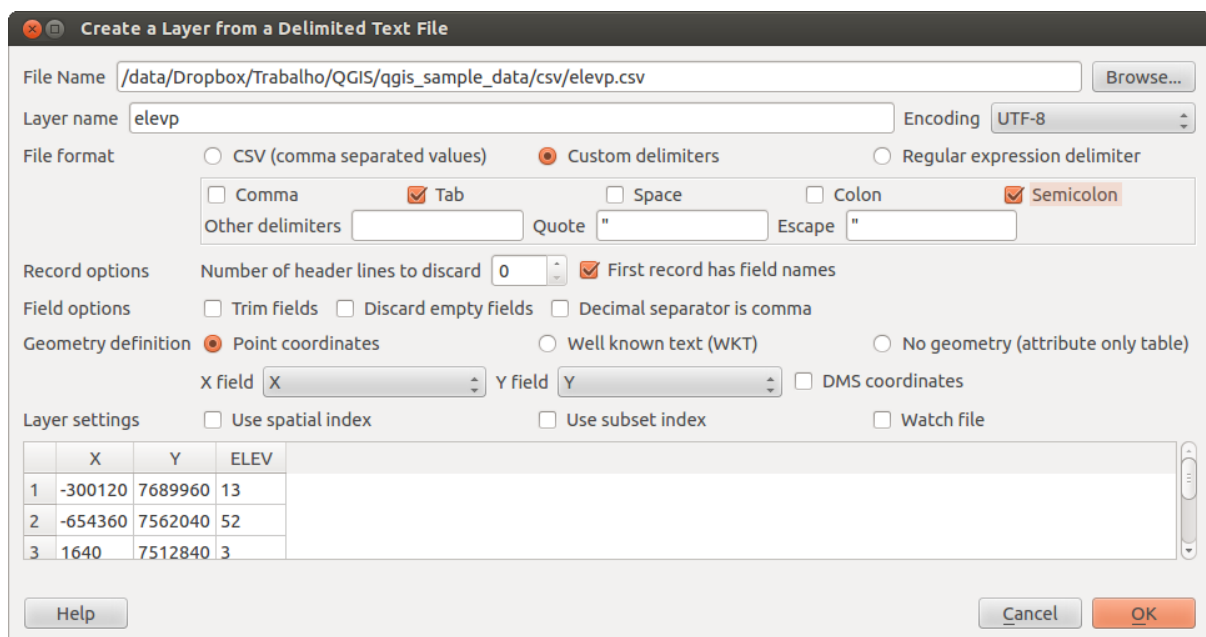 Create a Layer from a Delimited Text File
File Name /data/Dropbox/Trabalho/QGIS/qgis_sample_data/csv/elevp.csv Browse...
Layer name elevp Encoding UTF-8
File format CSV (comma separated values) Custom delimiters Regular expression delimiter
Comma Tab Space Colon Semicolon
Other delimiters Quote " Escape "
Record options Number of header lines to discard 0 First record has field names
Field options Trim fields Discard empty fields Decimal separator is comma
Geometry definition Point coordinates Well known text (WKT) No geometry (attribute only table)
X field X Y field Y DMS coordinates
Layer settings Use spatial index Use subset index Watch file
X Y ELEV
1 -300120 7689960 13
2 -654360 7562040 52
3 1640 7512840 3
Help Cancel OK